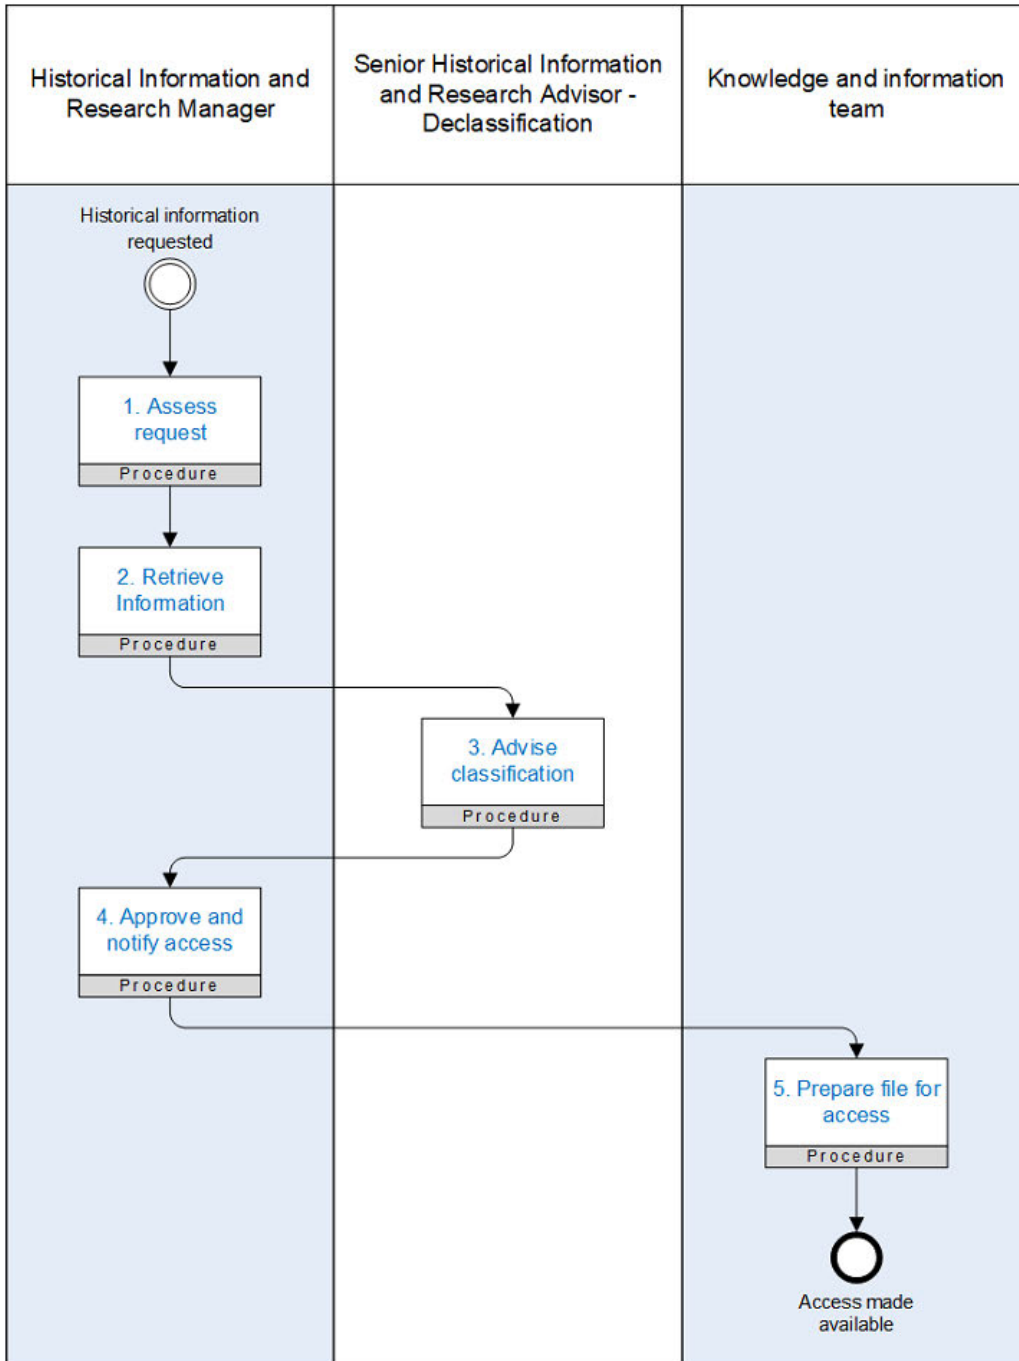 Historical Information and
Research Manager
Senior Historical Information
and Research Advisor -
Declassification
Knowledge and information
team
Historical information
requested
1. Assess
request
Procedure
2. Retrieve
Information
Procedure
3. Advise
classification
Procedure
4. Approve and
notify access
Procedure
5. Prepare file for
access
Procedure
Access made
available